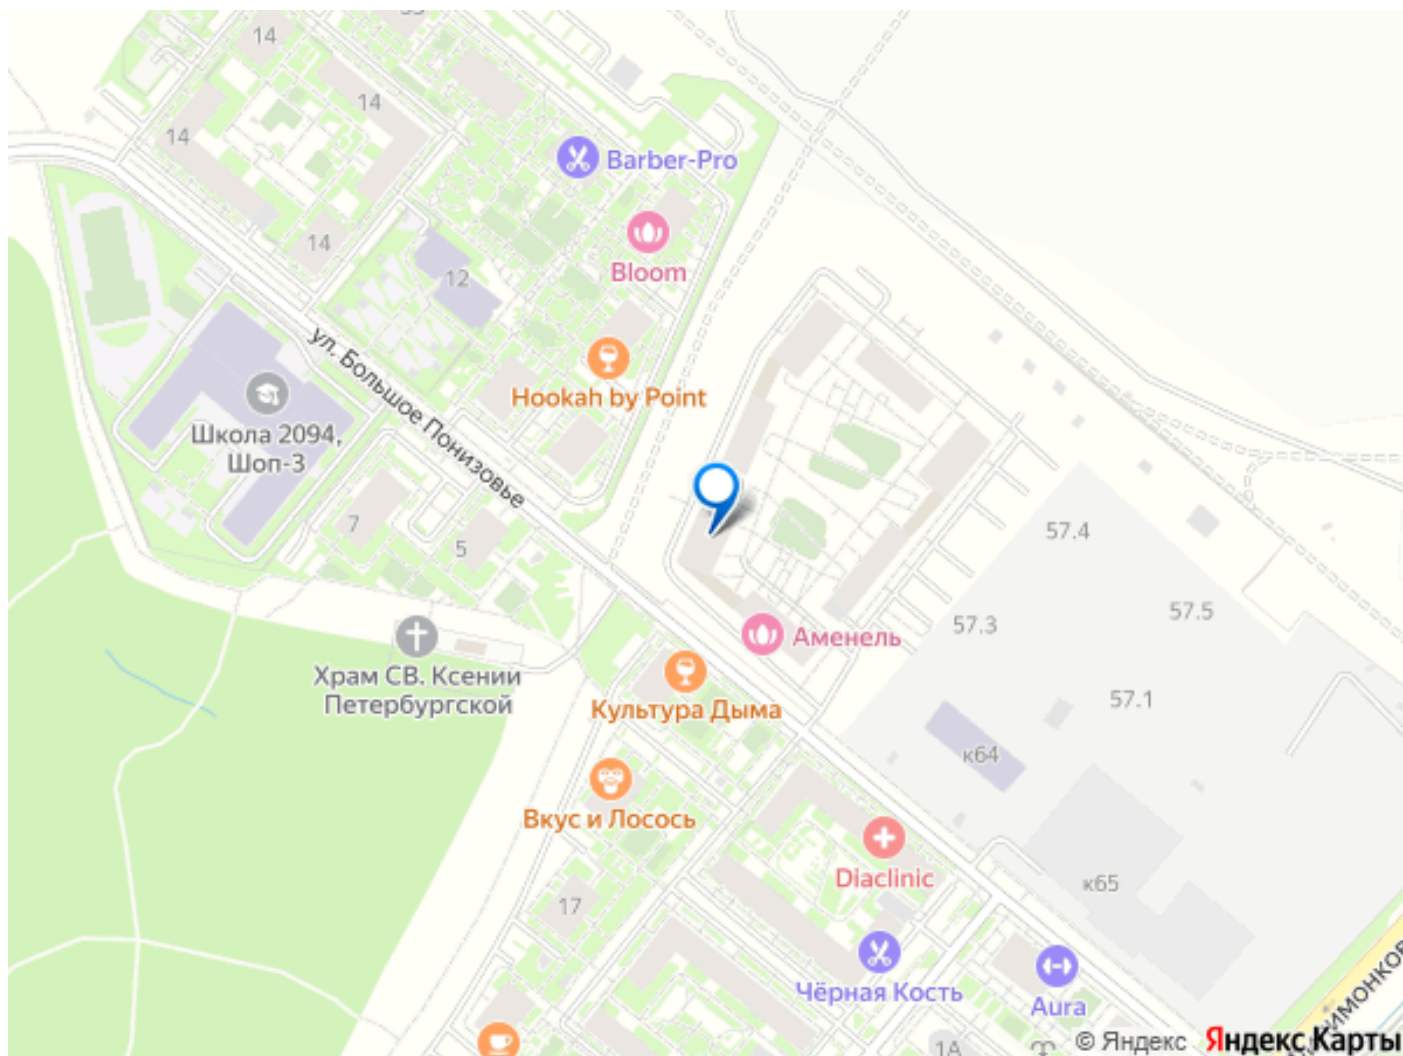 14
14
14
Barber-Pro
14
Bloom
12
ул. Большое Понизовье
Hookah by Point
Школа 2094,
Шоп-3
7
5
57.4
57.5
57.3
Аменель
Храм СВ. Ксении
Петербургской
57.1
Культура Дыма
к64
Вкус и Лосось
Diaclinic
к65
17
Чёрная Кость
Aura
1А
© Яндекс Яндекс Карты